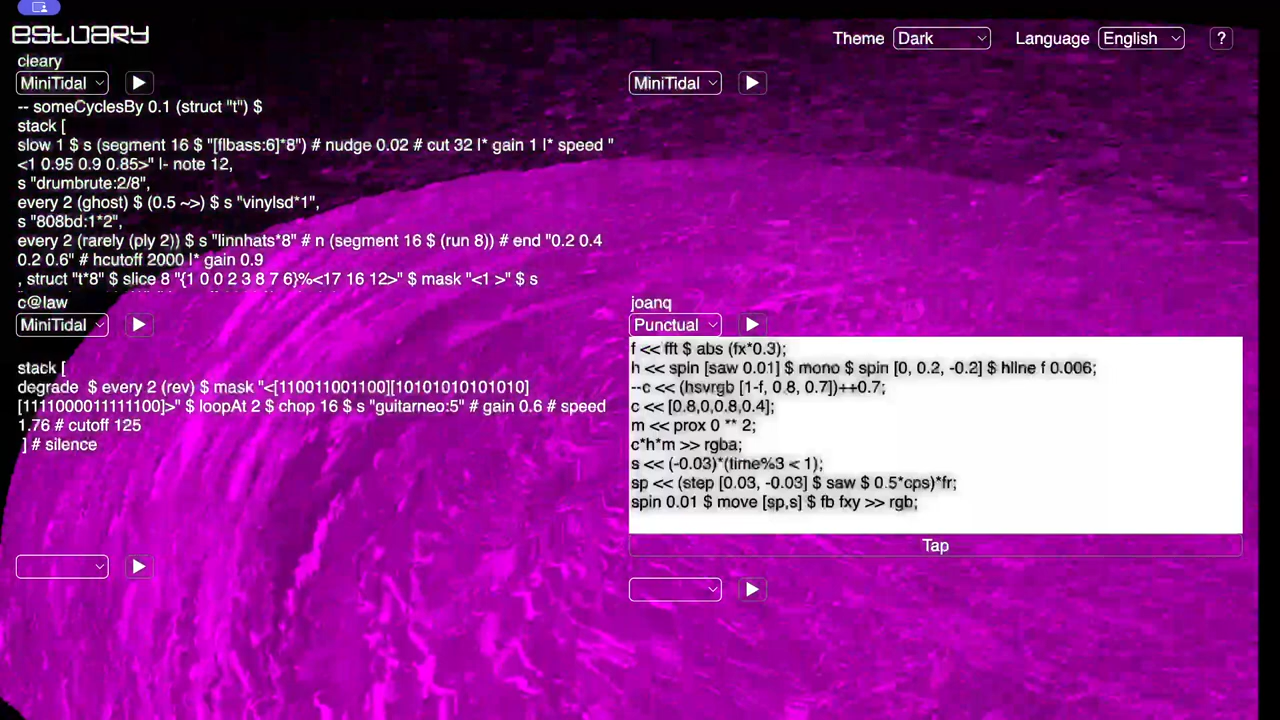 estuary
Theme Dark Language English ?
cleary
MiniTidal
-- someCyclesBy 0.1 (struct "t") $
stack [
slow 1 $ s (segment 16 $ "[flbass:6]*8") # nudge 0.02 # cut 32 |* gain 1 |* speed "
<1 0.95 0.9 0.85>" |- note 12,
s "drumbrute:2/8",
every 2 (ghost) $ (0.5 ~>) $ s "vinylsd*1",
s "808bd:1*2",
every 2 (rarely (ply 2)) $ s "linnhats*8" # n (segment 16 $ (run 8)) # end "0.2 0.4
0.2 0.6" # hcutoff 2000 |* gain 0.9
, struct "t*8" $ slice 8 "{1 0 0 2 3 8 7 6}%<17 16 12>" $ mask "<1 >" $ s
MiniTidal
c@law
MiniTidal
stack [
degrade  $ every 2 (rev) $ mask "<[110011001100][10101010101010]
[1111000011111100]>" $ loopAt 2 $ chop 16 $ s "guitarneo:5" # gain 0.6 # speed
1.76 # cutoff 125
] # silence
joanq
Punctual
f << fft $ abs (fx*0.3);
h << spin [saw 0.01] $ mono $ spin [0, 0.2, -0.2] $ hline f 0.006;
--c << (hsvrgb [1-f, 0.8, 0.7])++0.7;
c << [0.8,0,0.8,0.4];
m << prox 0 ** 2;
c*h*m >> rgba;
s << (-0.03)*(time%3 < 1);
sp << (step [0.03, -0.03] $ saw $ 0.5*cps)*fr;
spin 0.01 $ move [sp,s] $ fb fxy >> rgb;
Tap